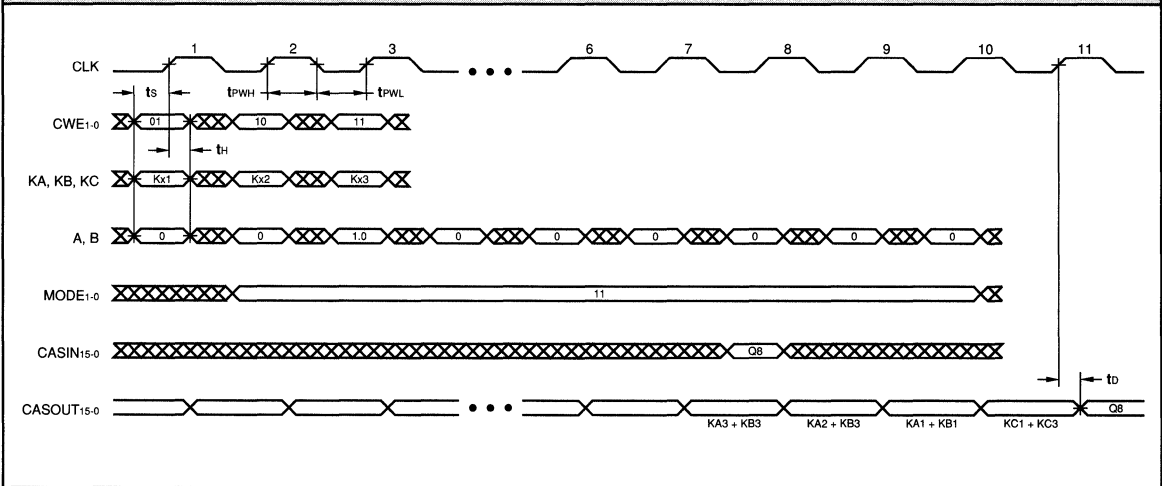 1 2 3 6 7 8 9 10 11
CLK
tS tPWH tPWL
CWE1-0 01 10 11
tH
KA, KB, KC Kx1 Kx2 Kx3
A, B 0 0 1.0 0 0 0 0 0 0
MODE1-0 11
CASIN15-0 Q8
tD
CASOUT15-0 Q8
KA3 + KB3 KA2 + KB3 KA1 + KB1 KC1 + KC3